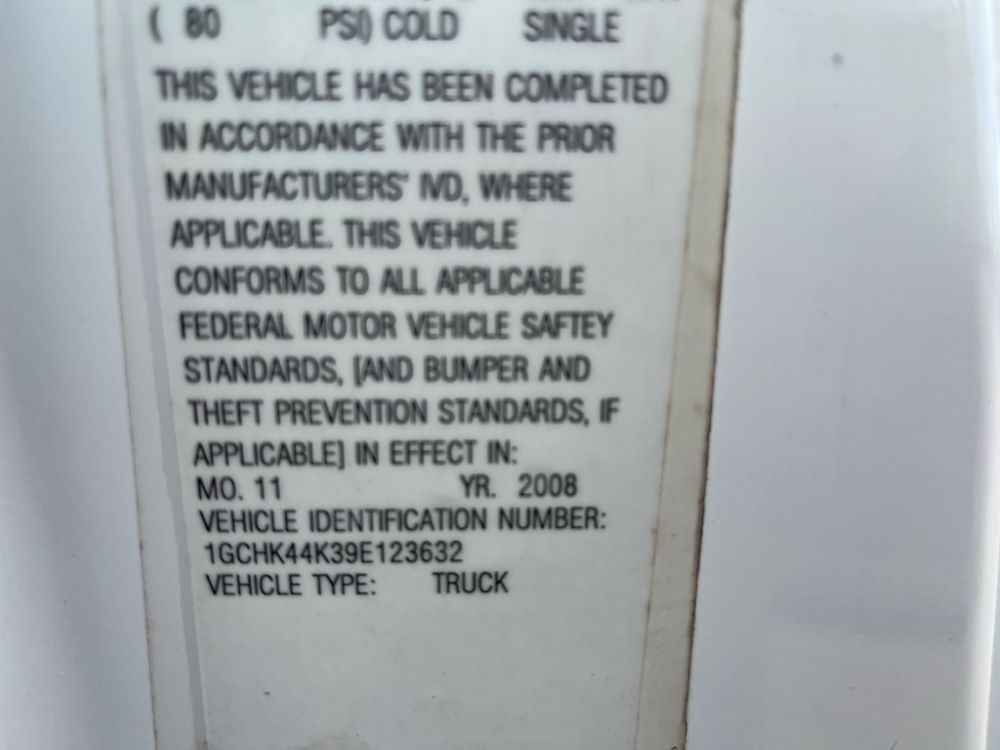 ( 80 PSI) COLD SINGLE
THIS VEHICLE HAS BEEN COMPLETED
IN ACCORDANCE WITH THE PRIOR
MANUFACTURERS' IVD, WHERE
APPLICABLE. THIS VEHICLE
CONFORMS TO ALL APPLICABLE
FEDERAL MOTOR VEHICLE SAFTEY
STANDARDS, [AND BUMPER AND
THEFT PREVENTION STANDARDS, IF
APPLICABLE] IN EFFECT IN:
MO. 11 YR. 2008
VEHICLE IDENTIFICATION NUMBER:
1GCHK44K39E123632
VEHICLE TYPE: TRUCK